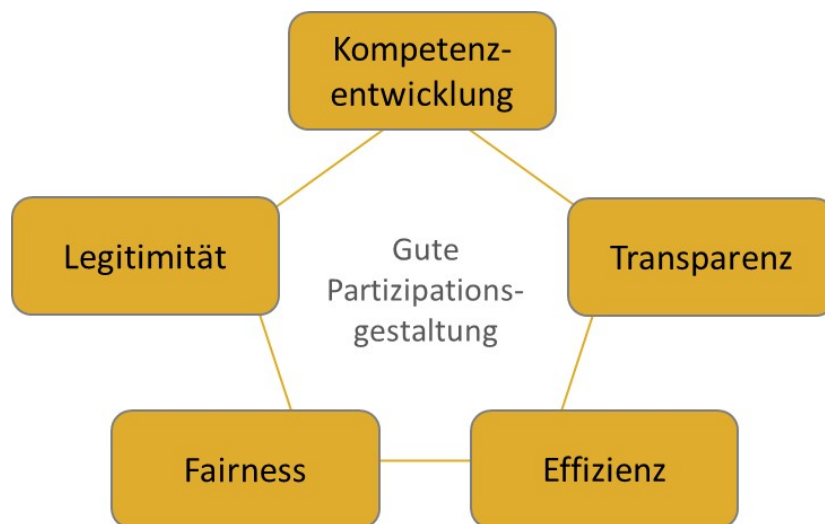 Kompetenz-
entwicklung
Legitimität
Gute
Partizipations-
gestaltung
Transparenz
Fairness
Effizienz